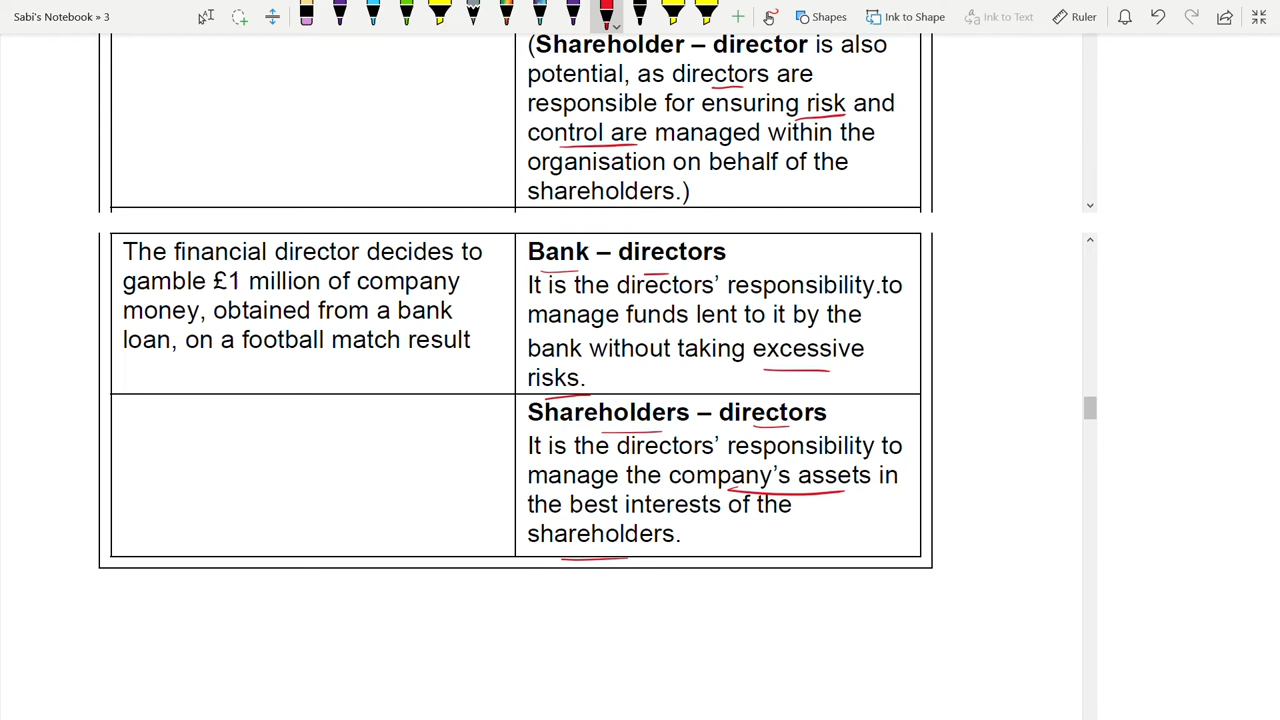 Sabi's Notebook » 3
Shapes
Ink to Shape
Ink to Text
Ruler
(Shareholder – director is also
potential, as directors are
responsible for ensuring risk and
control are managed within the
organisation on behalf of the
shareholders.)
The financial director decides to
gamble £1 million of company
money, obtained from a bank
loan, on a football match result
Bank – directors
It is the directors’ responsibility.to
manage funds lent to it by the
bank without taking excessive
risks.
Shareholders – directors
It is the directors’ responsibility to
manage the company’s assets in
the best interests of the
shareholders.